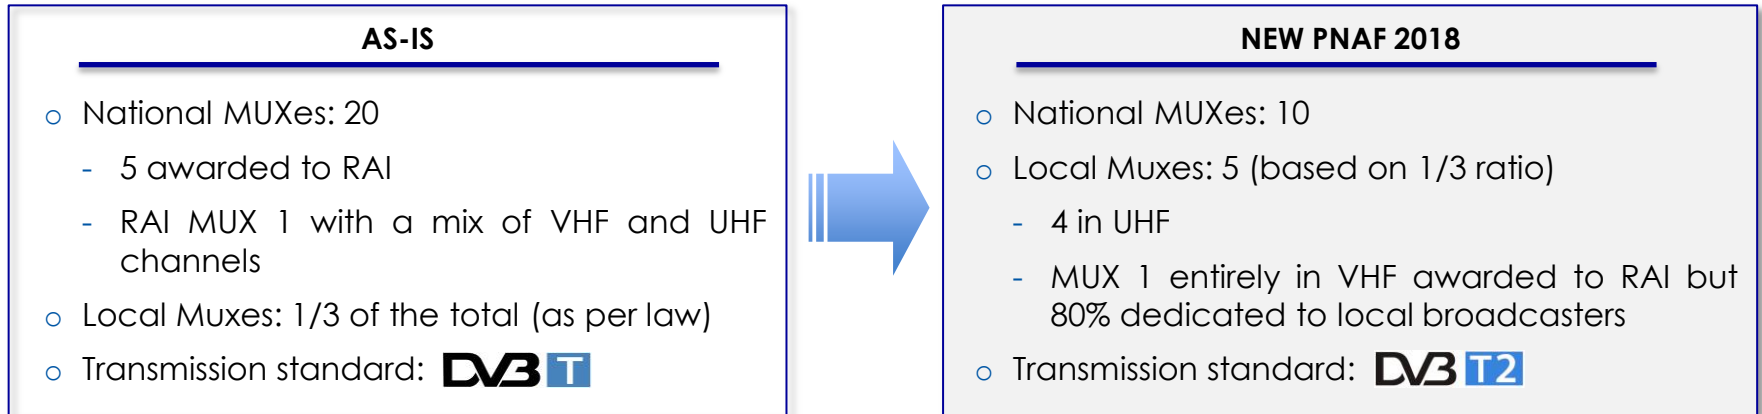 AS-IS
o National MUXes: 20
- 5 awarded to RAI
- RAI MUX 1 with a mix of VHF and UHF
channels
o Local Muxes: 1/3 of the total (as per law)
o Transmission standard: DVB T
NEW PNAF 2018
o National MUXes: 10
o Local Muxes: 5 (based on 1/3 ratio)
- 4 in UHF
- MUX 1 entirely in VHF awarded to RAI but
80% dedicated to local broadcasters
o Transmission standard: DVB T2